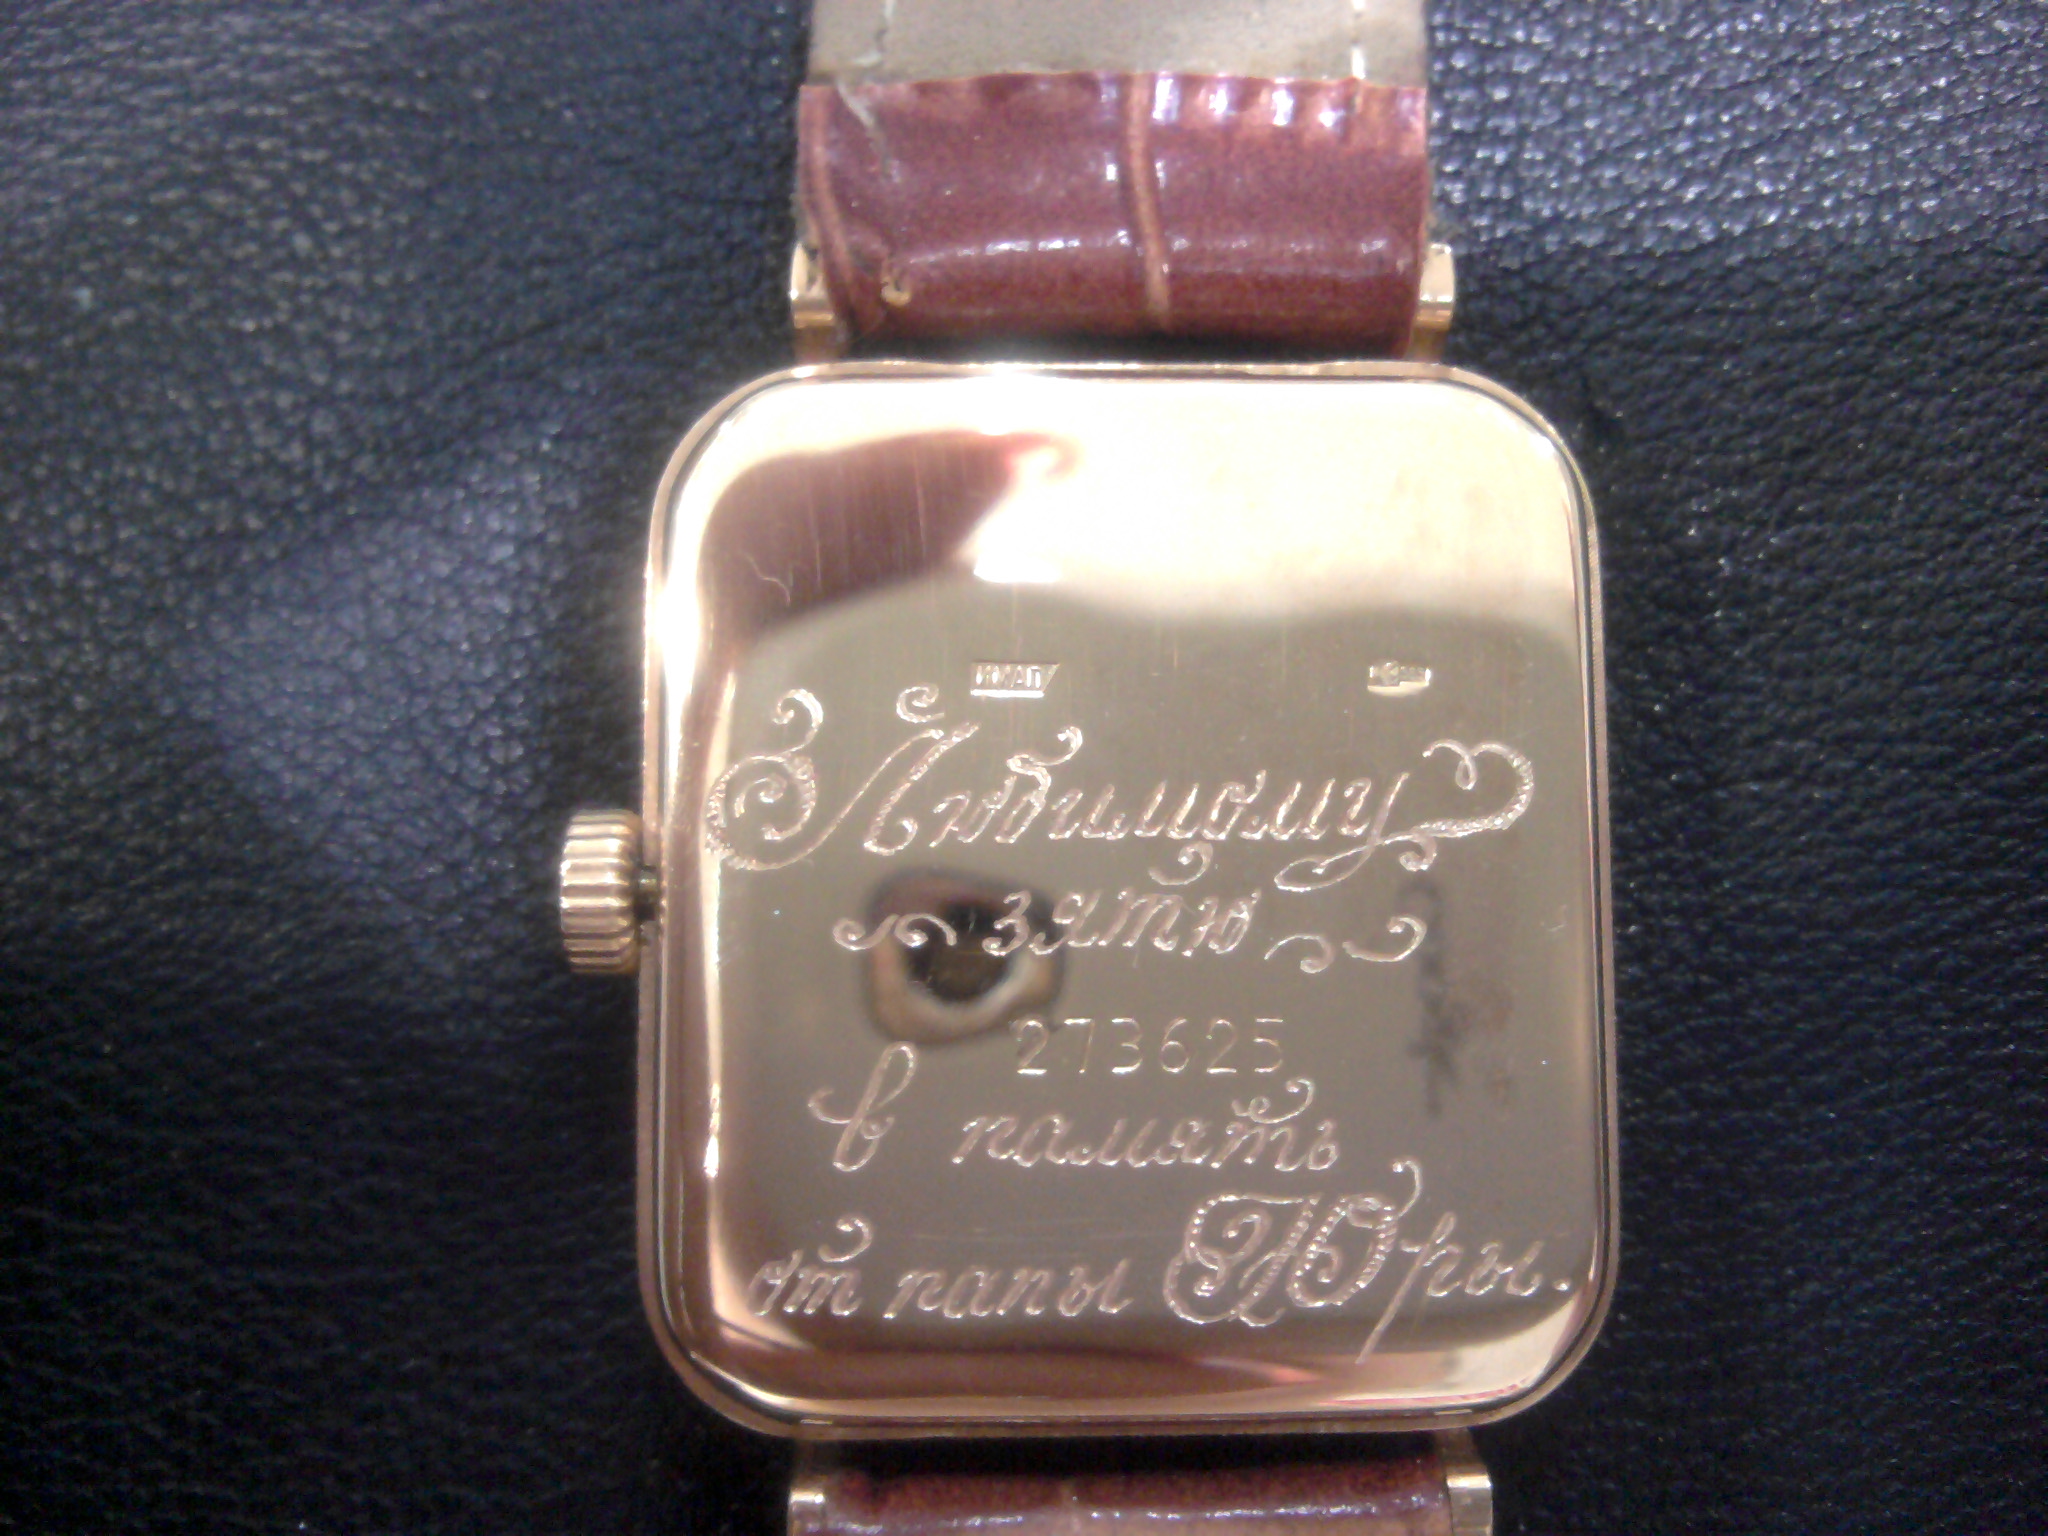 Любимому
зятю
273625
в память
от папы Юры.